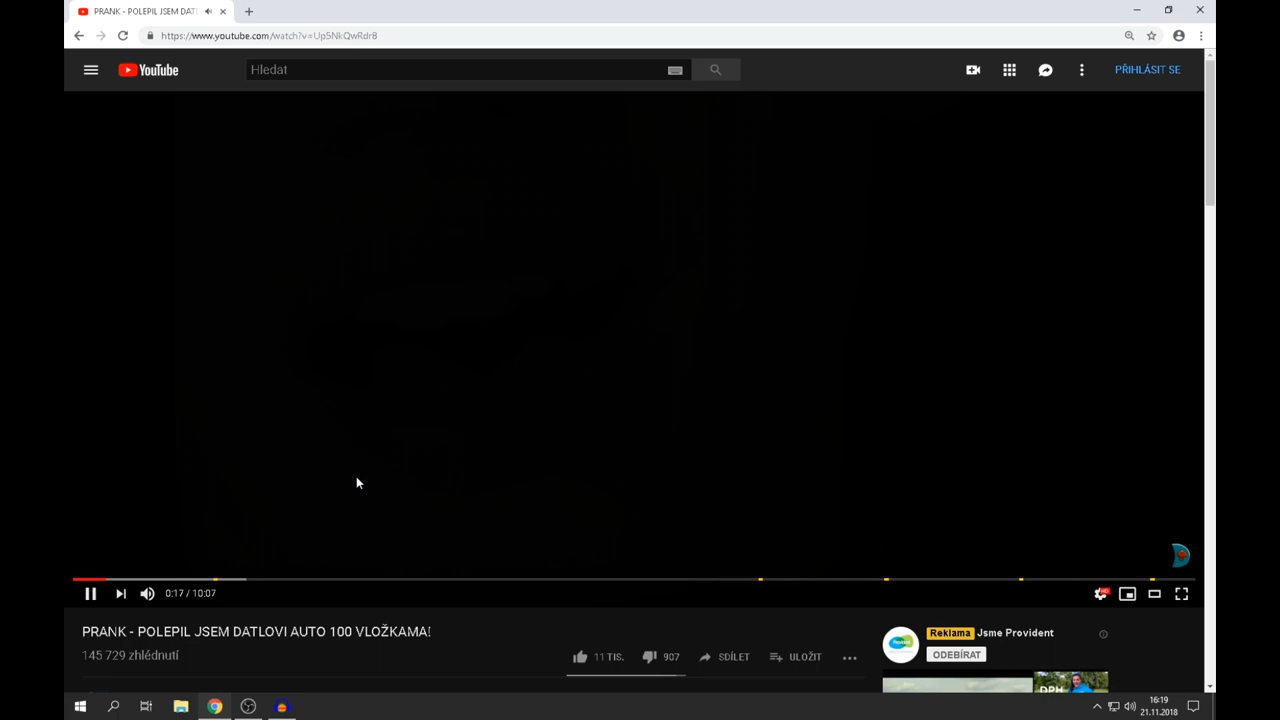 PRANK - POLEPIL JSEM DATL
https://www.youtube.com/watch?v=Up5NkQwRdr8
YouTube
Hledat
PŘIHLÁSIT SE
0:17 / 10:07
PRANK - POLEPIL JSEM DATLOVI AUTO 100 VLOŽKAMA!
145 729 zhlédnutí
11 TIS.
907
SDÍLET
ULOŽIT
Reklama Jsme Provident
ODEBÍRAT
DPH
16:19
21.11.2018